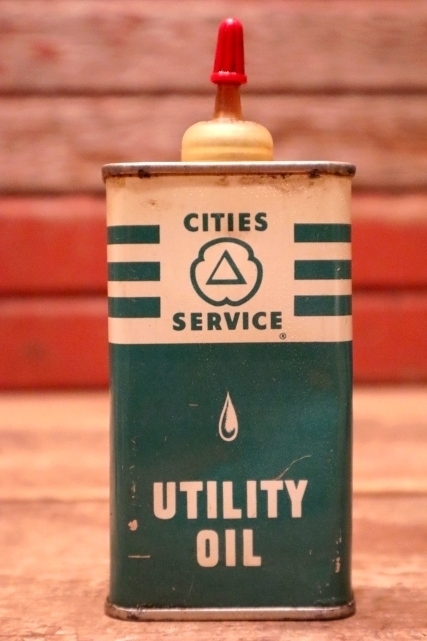 CITIES
SERVICE
®
UTILITY
OIL